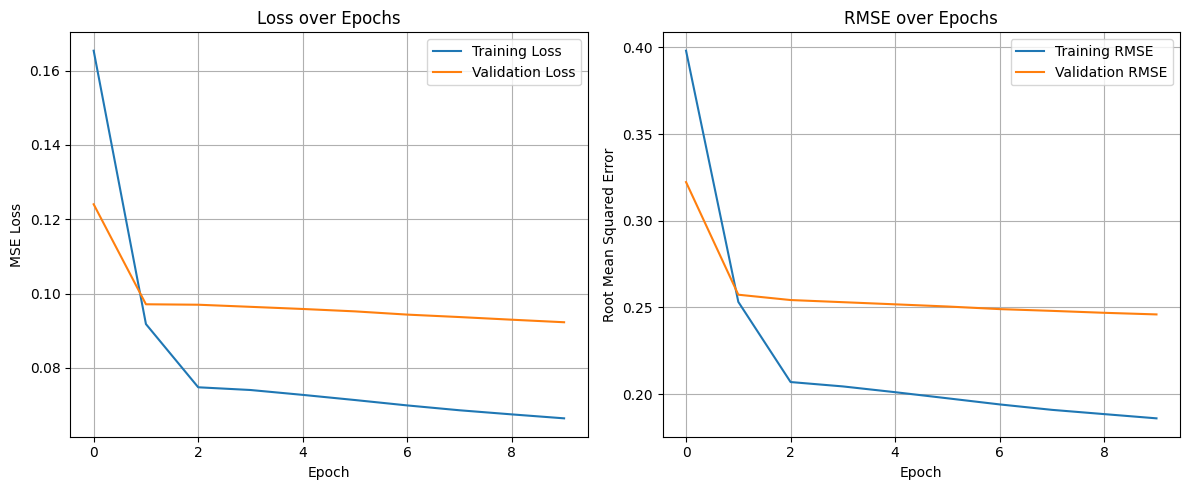 Loss over Epochs
Training Loss
Validation Loss
0.16
0.14
0.12
0.10
0.08
MSE Loss
0 2 4 6 8
Epoch
RMSE over Epochs
Training RMSE
Validation RMSE
0.40
0.35
0.30
0.25
0.20
Root Mean Squared Error
0 2 4 6 8
Epoch